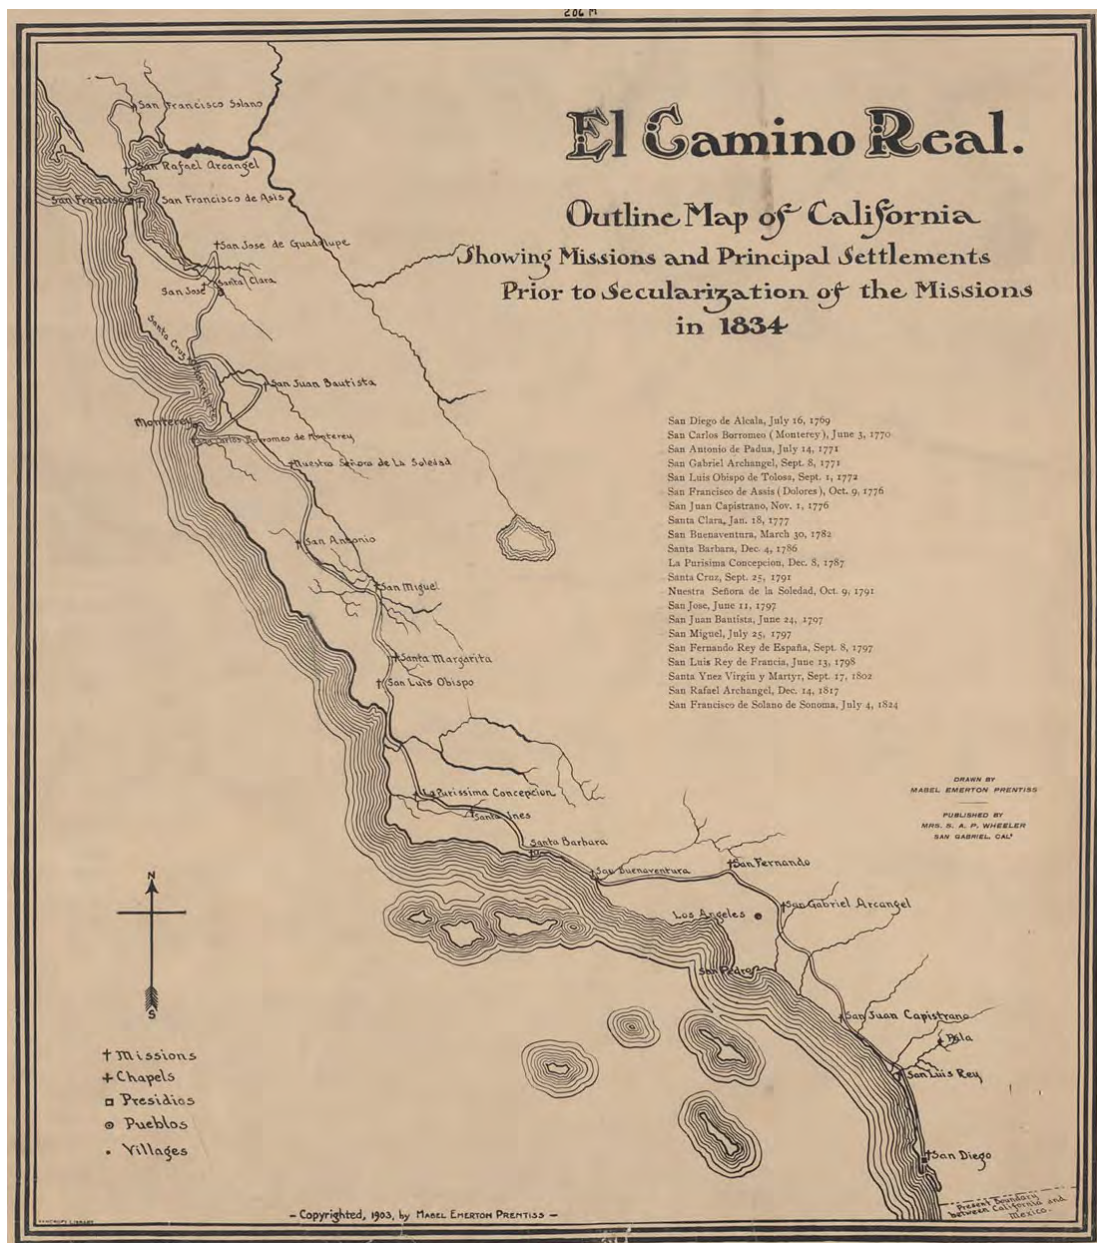 206 M
El Camino Real.
Outline Map of California
Showing Missions and Principal Settlements
Prior to Secularization of the Missions
in 1834
San Francisco Solano
San Rafael Arcangel
San Francisco
San Francisco de Asis
San Jose de Guadalupe
Santa Clara
San Jose
Santa Cruz
San Juan Bautista
Monterey
San Carlos Borromeo de Monterey
Nuestra Señora de La Soledad
San Antonio
San Miguel
Santa Margarita
San Luis Obispo
La Purissima Concepcion
Santa Ines
Santa Barbara
San Buenaventura
San Fernando
Los Angeles
San Gabriel Arcangel
San Pedro
San Juan Capistrano
Pala
San Luis Rey
San Diego
Present Boundary
between California and
Mexico.
San Diego de Alcala, July 16, 1769
San Carlos Borromeo (Monterey), June 3, 1770
San Antonio de Padua, July 14, 1771
San Gabriel Archangel, Sept. 8, 1771
San Luis Obispo de Tolosa, Sept. 1, 1772
San Francisco de Assis (Dolores), Oct. 9, 1776
San Juan Capistrano, Nov. 1, 1776
Santa Clara, Jan. 18, 1777
San Buenaventura, March 30, 1782
Santa Barbara, Dec. 4, 1786
La Purisima Concepcion, Dec. 8, 1787
Santa Cruz, Sept. 25, 1791
Nuestra Señora de la Soledad, Oct. 9, 1791
San Jose, June 11, 1797
San Juan Bantista, June 24, 1797
San Miguel, July 25, 1797
San Fernando Rey de España, Sept. 8, 1797
San Luis Rey de Francia, June 13, 1798
Santa Ynez Virgin y Martyr, Sept. 17, 1802
San Rafael Archangel, Dec. 14, 1817
San Francisco de Solano de Sonoma, July 4, 1824
DRAWN BY
MABEL EMERTON PRENTISS
PUBLISHED BY
MRS. S. A. P. WHEELER
SAN GABRIEL, CAL.
N
S
Missions
Chapels
Presidios
Pueblos
Villages
- Copyrighted, 1903, by MABEL EMERTON PRENTISS -
BANCROFT LIBRARY